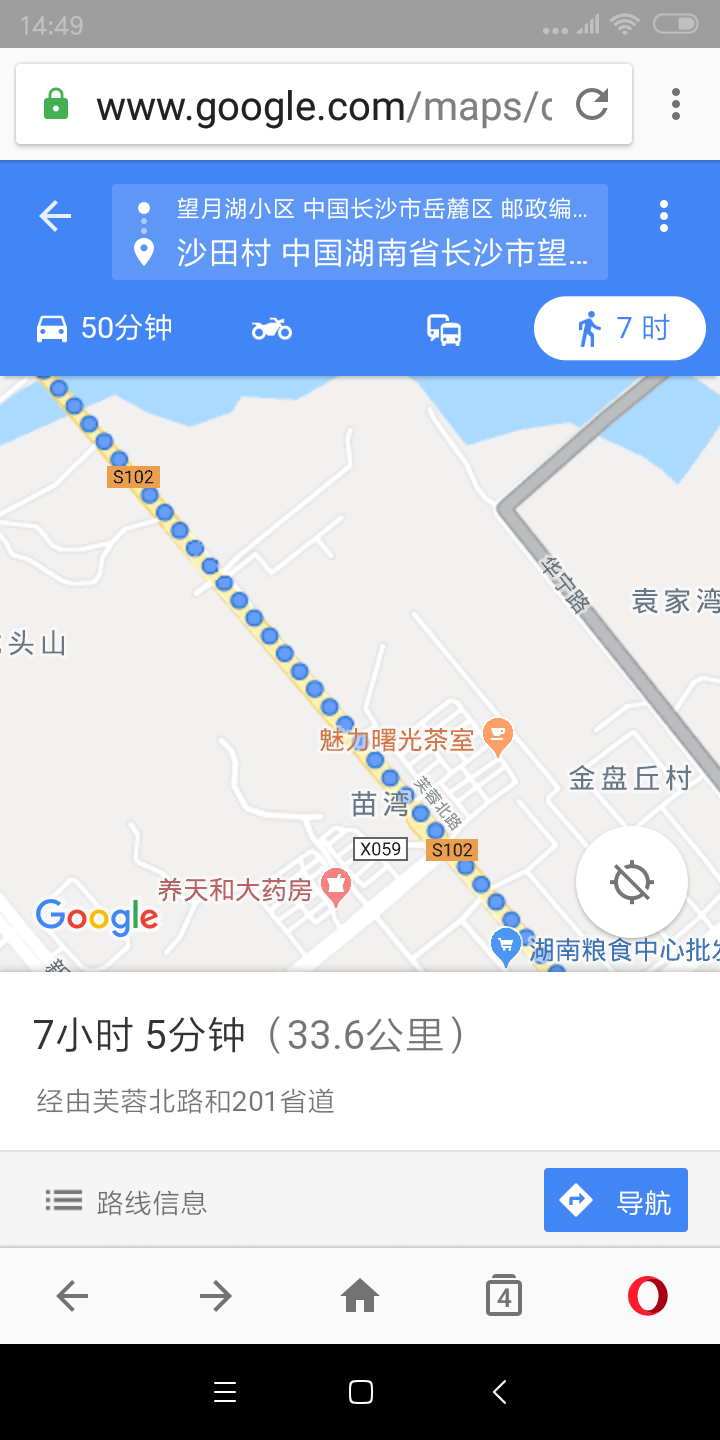 14:49
www.google.com/maps/
望月湖小区 中国长沙市岳麓区 邮政编...
沙田村 中国湖南省长沙市望...
50分钟
7 时
S102
华宁路
袁家湾
头山
魅力曙光茶室
金盘丘村
芙蓉北路
苗湾
X059
S102
养天和大药房
Google
湖南粮食中心批发
新
7小时 5分钟（33.6公里）
经由芙蓉北路和201省道
路线信息
导航
4